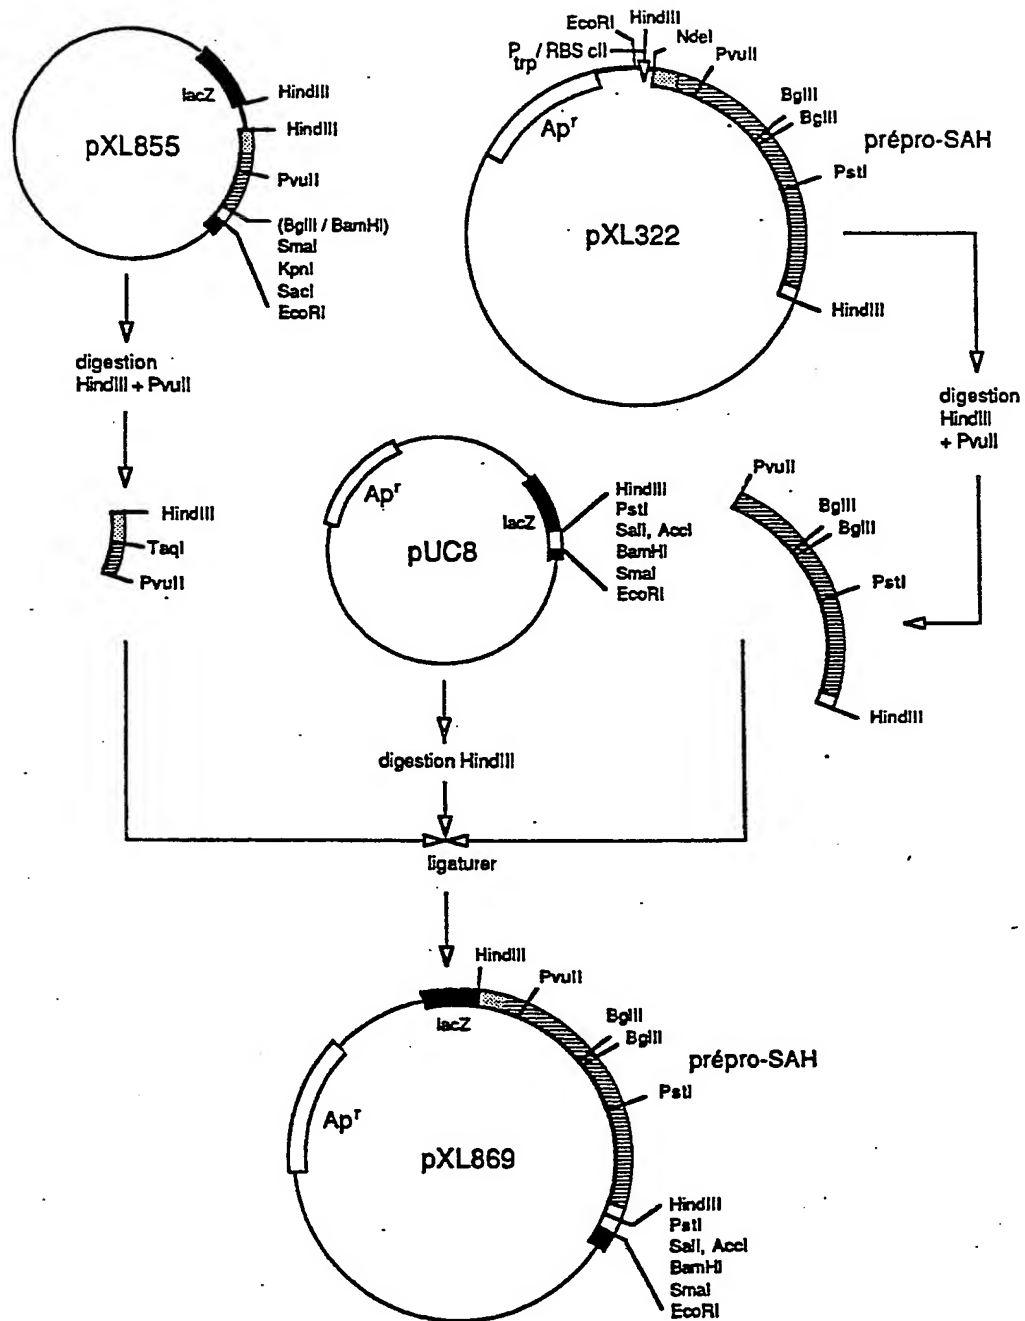 lacZ
HindIII
HindIII
pXL855
PvuII
(BglII / BamHI)
SmaI
KpnI
SacI
EcoRI
digestion
HindIII + PvuII
HindIII
TaqI
PvuII
EcoRI
HindIII
P trp / RBS cII
NdeI
PvuII
Apʳ
BglII
BglII
prépro-SAH
PstI
pXL322
HindIII
digestion
HindIII
+ PvuII
PvuII
BglII
BglII
PstI
HindIII
Apʳ
lacZ
pUC8
HindIII
PstI
SalI, AccI
BamHI
SmaI
EcoRI
digestion HindIII
ligaturer
HindIII
PvuII
lacZ
BglII
BglII
prépro-SAH
PstI
Apʳ
pXL869
HindIII
PstI
SalI, AccI
BamHI
SmaI
EcoRI